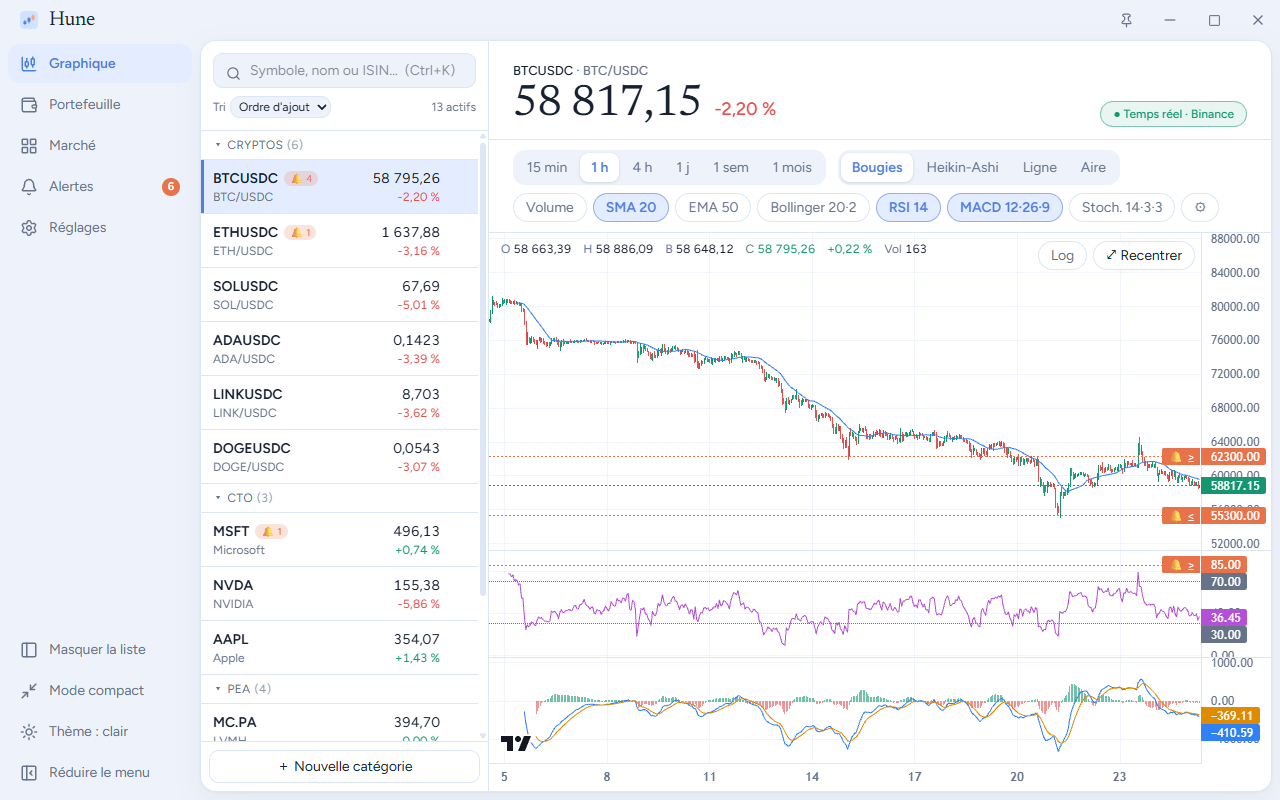 Hune
Graphique
Portefeuille
Marché
Alertes 6
Réglages
Masquer la liste
Mode compact
Thème : clair
Réduire le menu
Symbole, nom ou ISIN… (Ctrl+K)
Tri Ordre d'ajout 13 actifs
CRYPTOS (6)
BTCUSDC 4 58 795,26
BTC/USDC -2,20 %
ETHUSDC 1 1 637,88
ETH/USDC -3,16 %
SOLUSDC 67,69
SOL/USDC -5,01 %
ADAUSDC 0,1423
ADA/USDC -3,39 %
LINKUSDC 8,703
LINK/USDC -3,62 %
DOGEUSDC 0,0543
DOGE/USDC -3,07 %
CTO (3)
MSFT 1 496,13
Microsoft +0,74 %
NVDA 155,38
NVIDIA -5,86 %
AAPL 354,07
Apple +1,43 %
PEA (4)
MC.PA 394,70
LVMH 0,00 %
+ Nouvelle catégorie
BTCUSDC · BTC/USDC
58 817,15 -2,20 %
● Temps réel · Binance
15 min 1 h 4 h 1 j 1 sem 1 mois Bougies Heikin-Ashi Ligne Aire
Volume SMA 20 EMA 50 Bollinger 20·2 RSI 14 MACD 12·26·9 Stoch. 14·3·3
O 58 663,39 H 58 886,09 B 58 648,12 C 58 795,26 +0,22 % Vol 163
Log Recentrer
88000.00
84000.00
80000.00
76000.00
72000.00
68000.00
64000.00
≥ 62300.00
60000.00
58817.15
≤ 55300.00
52000.00
≥ 85.00
70.00
36.45
30.00
0.00
1000.00
0.00
−369.11
−410.59
5 8 11 14 17 20 23